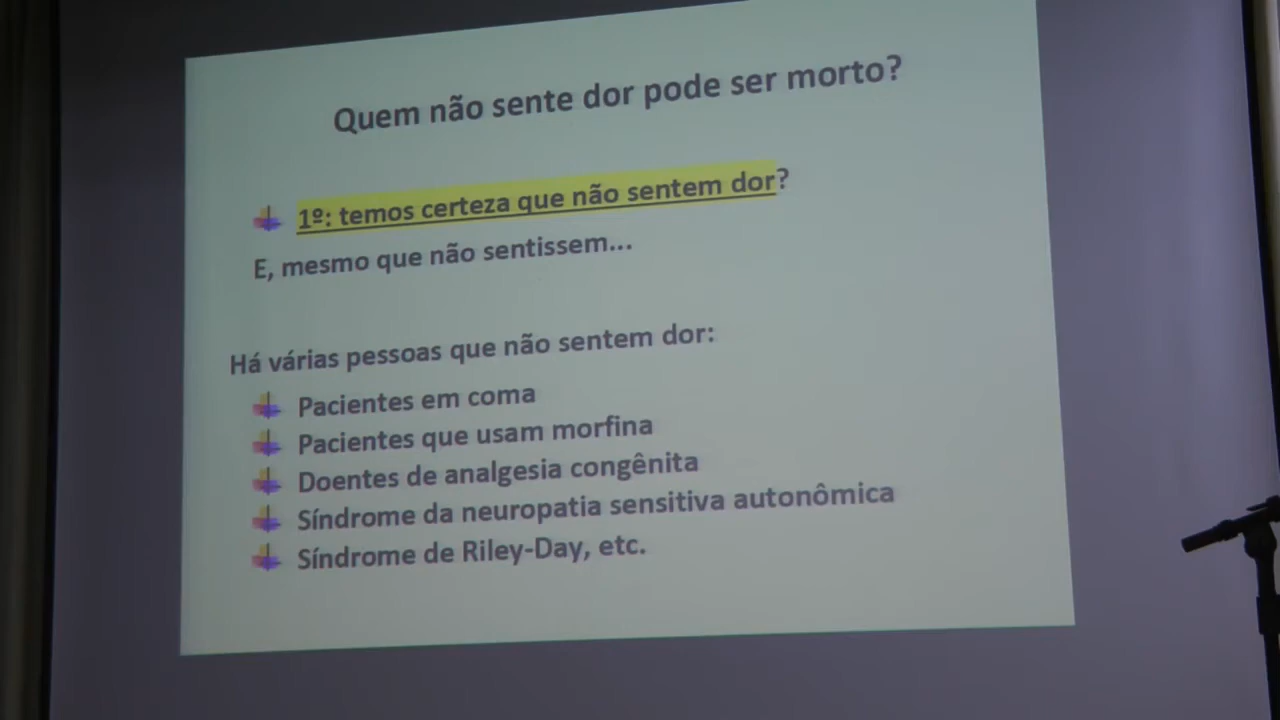 Quem não sente dor pode ser morto?
1º: temos certeza que não sentem dor?
E, mesmo que não sentissem...
Há várias pessoas que não sentem dor:
Pacientes em coma
Pacientes que usam morfina
Doentes de analgesia congênita
Síndrome da neuropatia sensitiva autonômica
Síndrome de Riley-Day, etc.